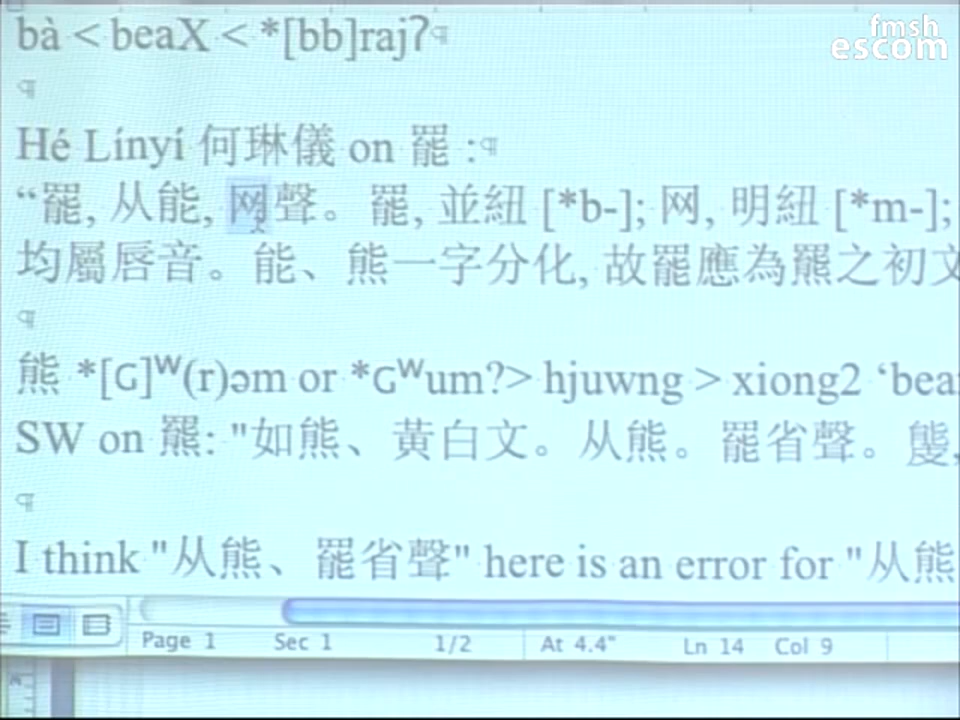 fmsh
escom
bà < beaX < *[bb]rajʔ
Hé Línyí 何琳儀 on 罷 :
“罷, 从能, 网聲。罷, 並紐 [*b-]; 网, 明紐 [*m-];
均屬唇音。能、熊一字分化, 故罷應為羆之初文
熊 *[ɢ]ʷ(r)əm or *ɢʷum?> hjuwng > xiong2 ‘bear
SW on 羆: "如熊、黃白文。从熊。罷省聲。
I think "从熊、罷省聲" here is an error for "从熊
Page 1 Sec 1 1/2 At 4.4" Ln 14 Col 9